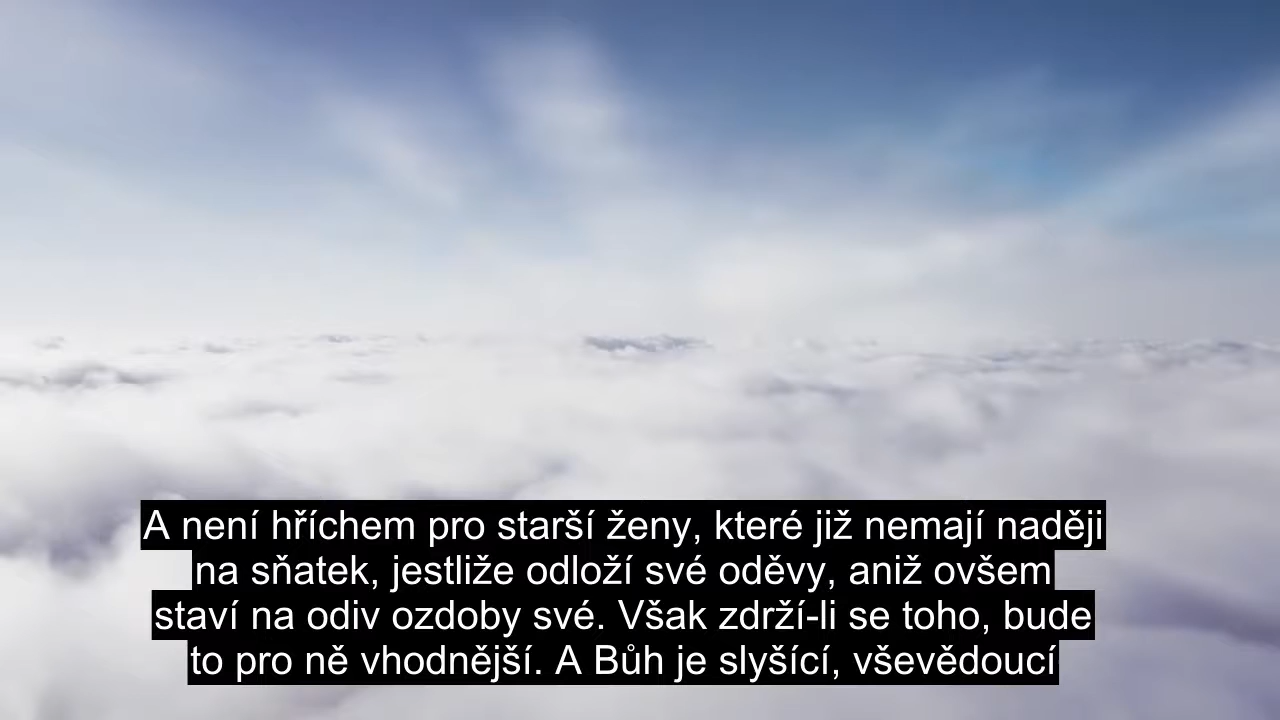 A není hříchem pro starší ženy, které již nemají naději
na sňatek, jestliže odloží své oděvy, aniž ovšem
staví na odiv ozdoby své. Však zdrží-li se toho, bude
to pro ně vhodnější. A Bůh je slyšící, vševědoucí